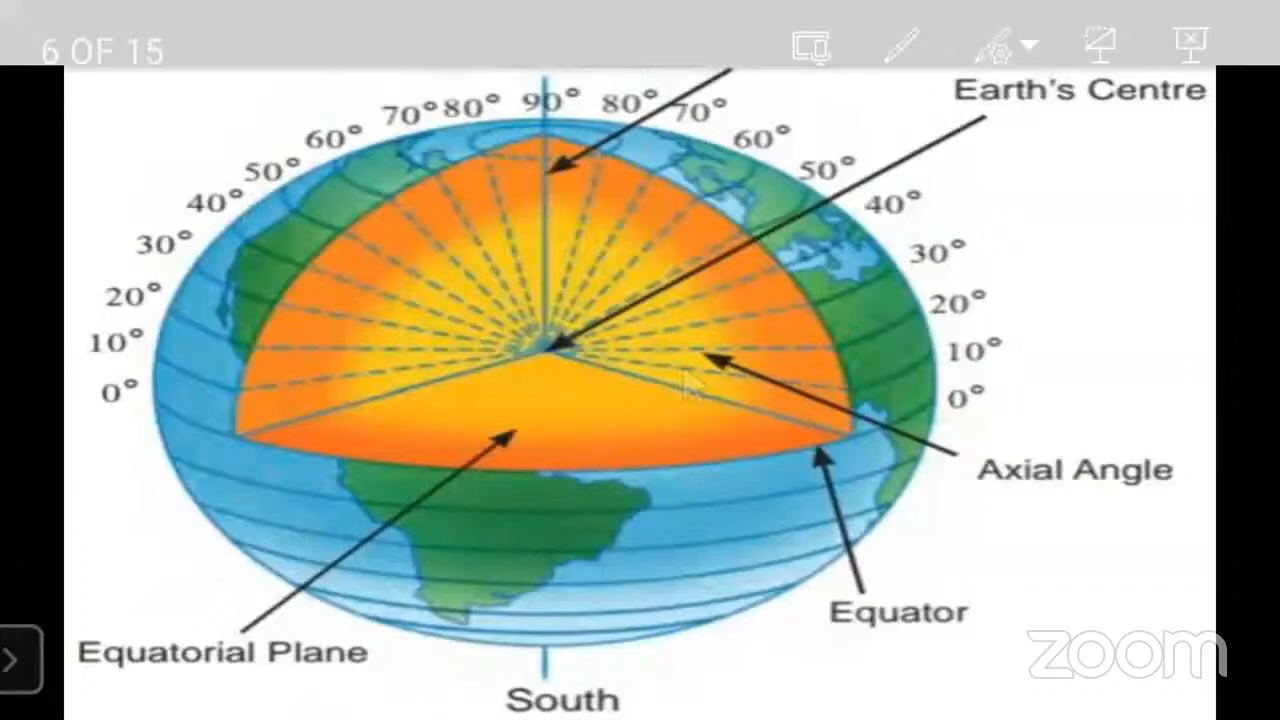 6 OF 15
Earth's Centre
70° 80° 90° 80° 70°
60° 60°
50° 50°
40° 40°
30° 30°
20° 20°
10° 10°
0° 0°
Axial Angle
Equator
Equatorial Plane
South
zoom